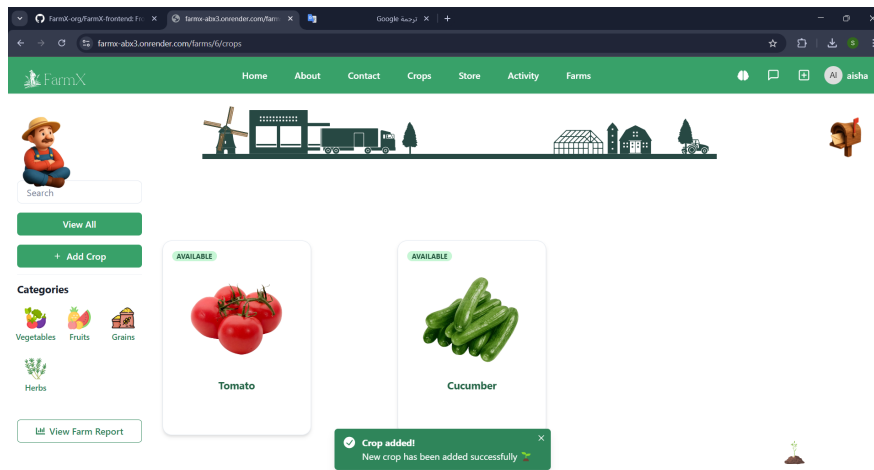 FarmX-org/FarmX-frontend: Fro
farmx-abx3.onrender.com/farm
ترجمة Google
farmx-abx3.onrender.com/farms/6/crops
S
FarmX
Home About Contact Crops Store Activity Farms
AI aisha
Search
View All
+ Add Crop
Categories
Vegetables Fruits Grains
Herbs
View Farm Report
AVAILABLE
Tomato
AVAILABLE
Cucumber
Crop added!
New crop has been added successfully